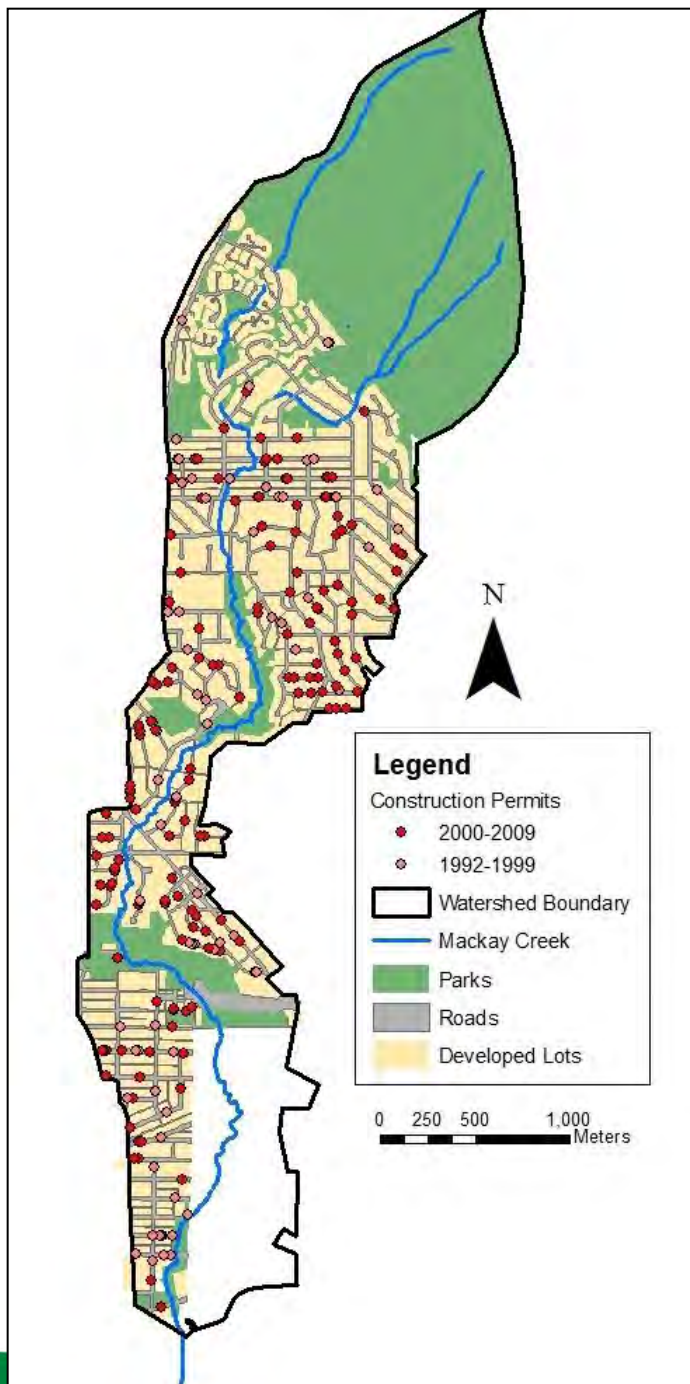 N
Legend
Construction Permits
2000-2009
1992-1999
Watershed Boundary
Mackay Creek
Parks
Roads
Developed Lots
0 250 500 1,000
Meters